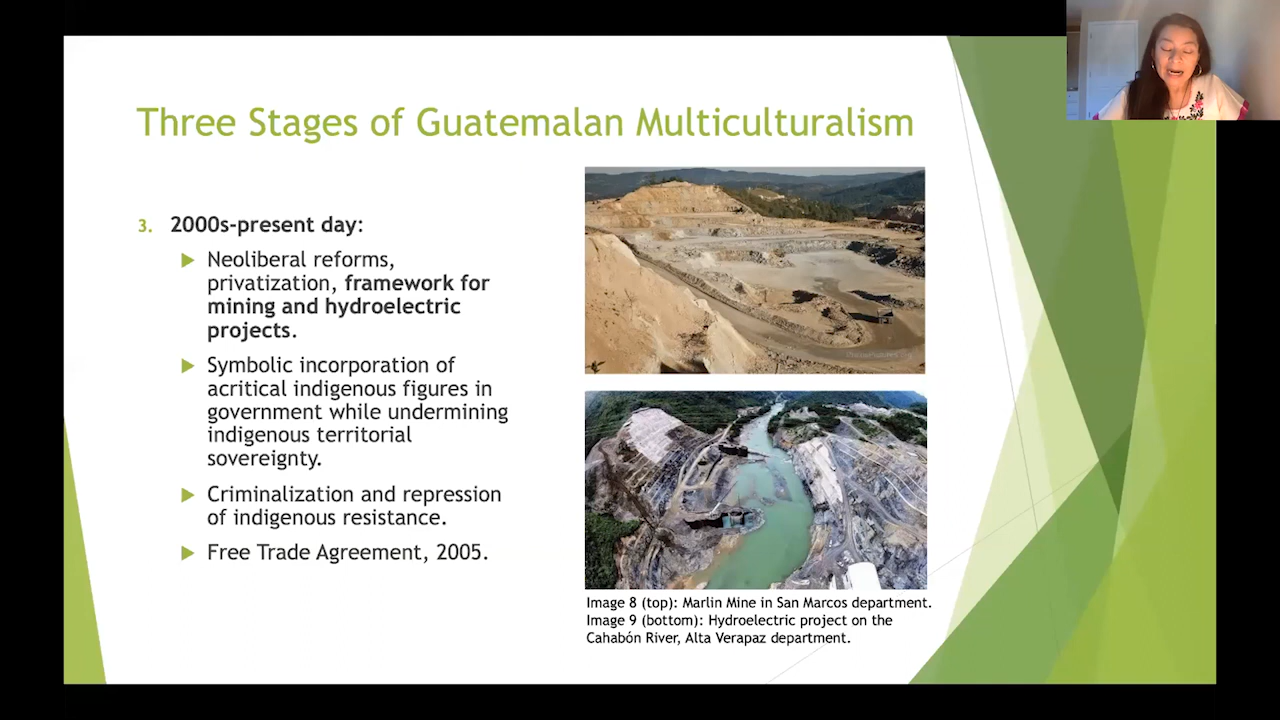 Three Stages of Guatemalan Multiculturalism
3. 2000s-present day:
Neoliberal reforms,
privatization, framework for
mining and hydroelectric
projects.
Symbolic incorporation of
acritical indigenous figures in
government while undermining
indigenous territorial
sovereignty.
Criminalization and repression
of indigenous resistance.
Free Trade Agreement, 2005.
Image 8 (top): Marlin Mine in San Marcos department.
Image 9 (bottom): Hydroelectric project on the
Cahabón River, Alta Verapaz department.